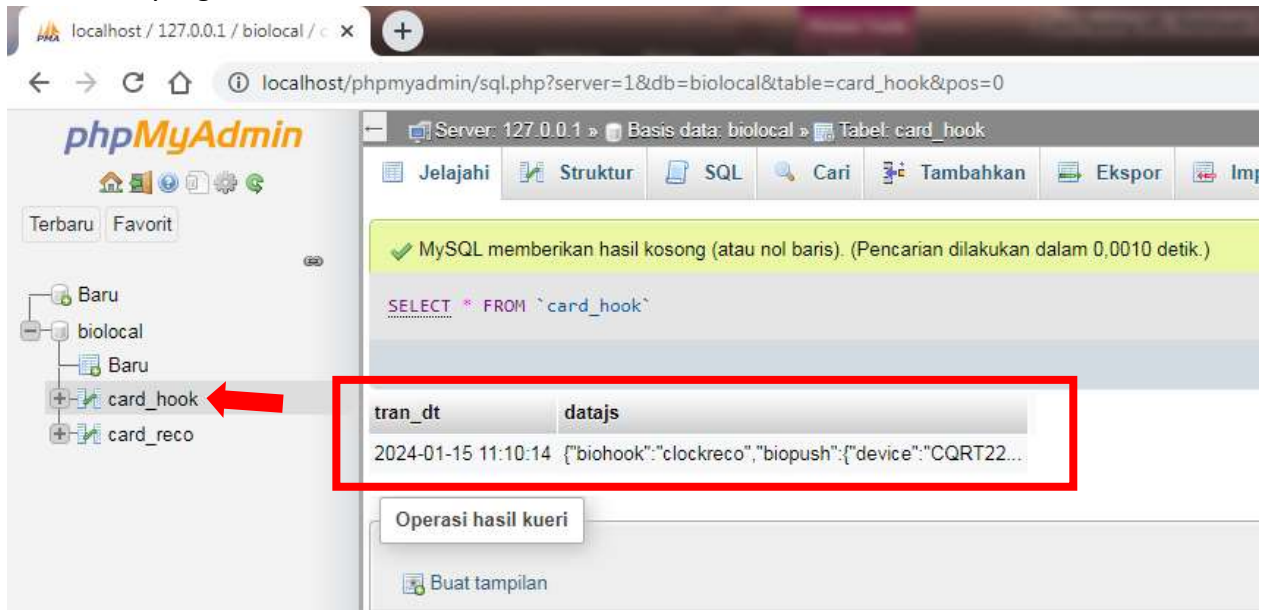 localhost / 127.0.0.1 / biolocal / c
localhost/phpmyadmin/sql.php?server=1&db=biolocal&table=card_hook&pos=0
phpMyAdmin
Terbaru Favorit
Baru
biolocal
Baru
card_hook
card_reco
Server: 127.0.0.1 » Basis data: biolocal » Tabel: card_hook
Jelajahi Struktur SQL Cari Tambahkan Ekspor Imp
MySQL memberikan hasil kosong (atau nol baris). (Pencarian dilakukan dalam 0,0010 detik.)
SELECT * FROM `card_hook`
tran_dt datajs
2024-01-15 11:10:14 {"biohook":"clockreco","biopush":{"device":"CQRT22...
Operasi hasil kueri
Buat tampilan